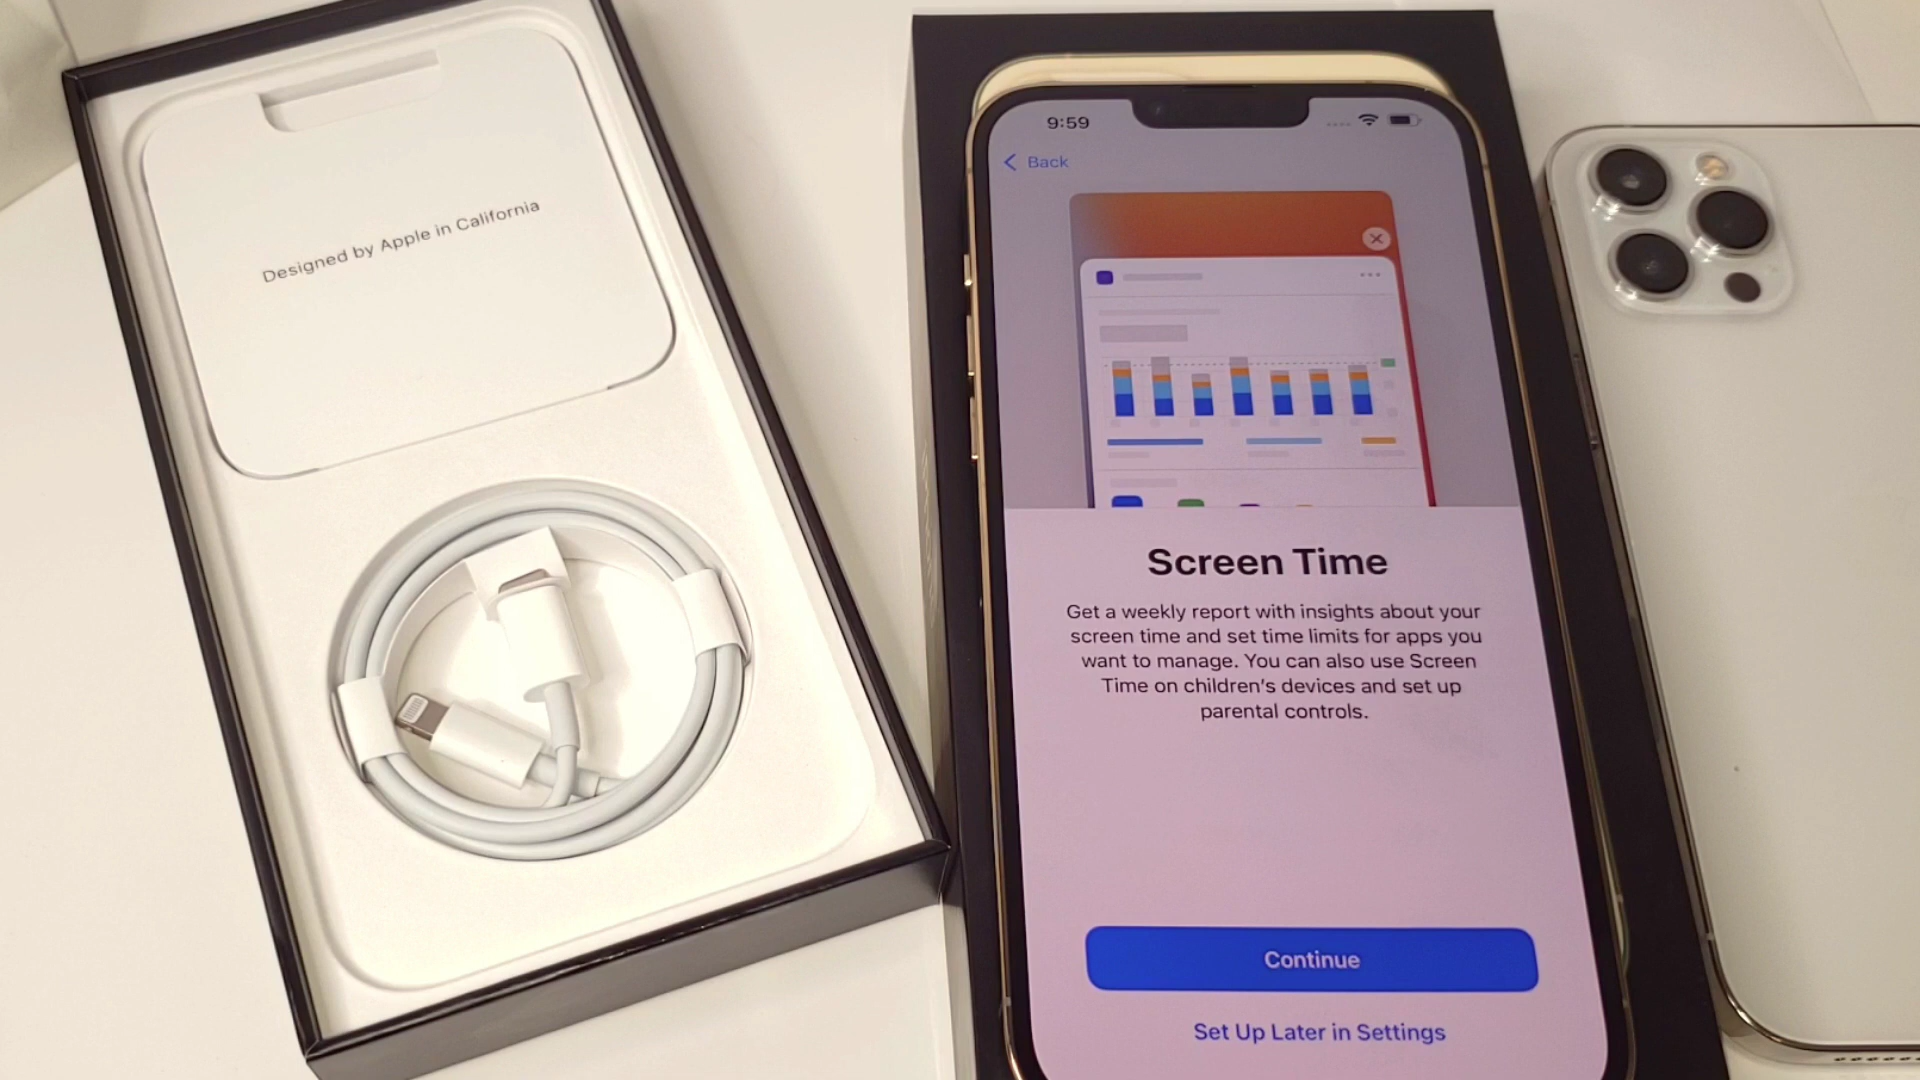 Designed by Apple in California
9:59
Back
Screen Time
Get a weekly report with insights about your
screen time and set time limits for apps you
want to manage. You can also use Screen
Time on children's devices and set up
parental controls.
Continue
Set Up Later in Settings